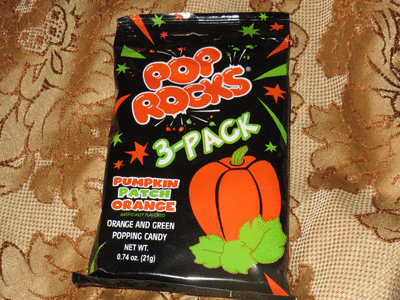 POP
ROCKS®
3-PACK
PUMPKIN
PATCH
ORANGE
ARTIFICIALLY FLAVORED
ORANGE AND GREEN
POPPING CANDY
NET WT.
0.74 oz. (21g)